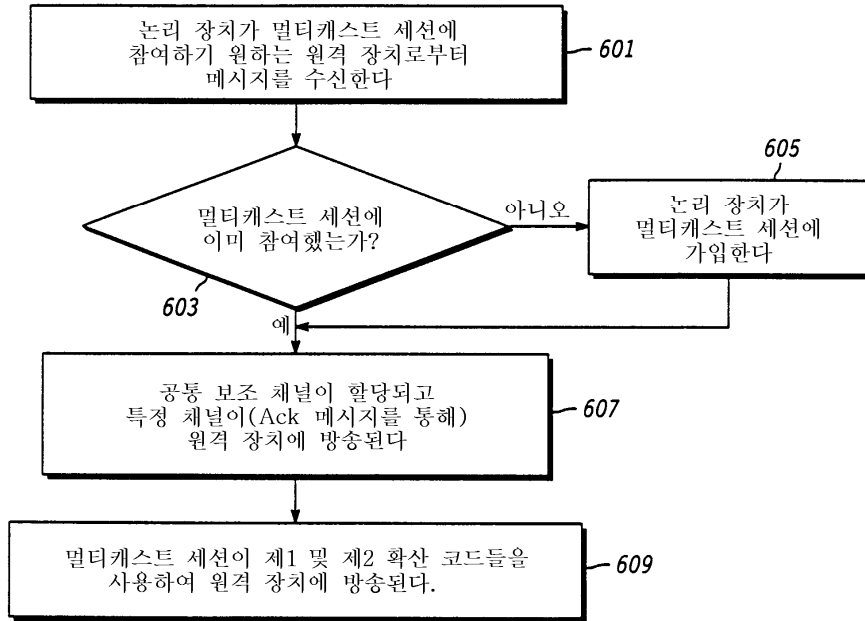 논리 장치가 멀티캐스트 세션에
참여하기 원하는 원격 장치로부터
메시지를 수신한다
601
멀티캐스트 세션에
이미 참여했는가?
603
아니오
605
논리 장치가
멀티캐스트 세션에
가입한다
예
공통 보조 채널이 할당되고
특정 채널이(Ack 메시지를 통해)
원격 장치에 방송된다
607
멀티캐스트 세션이 제1 및 제2 확산 코드들을
사용하여 원격 장치에 방송된다.
609